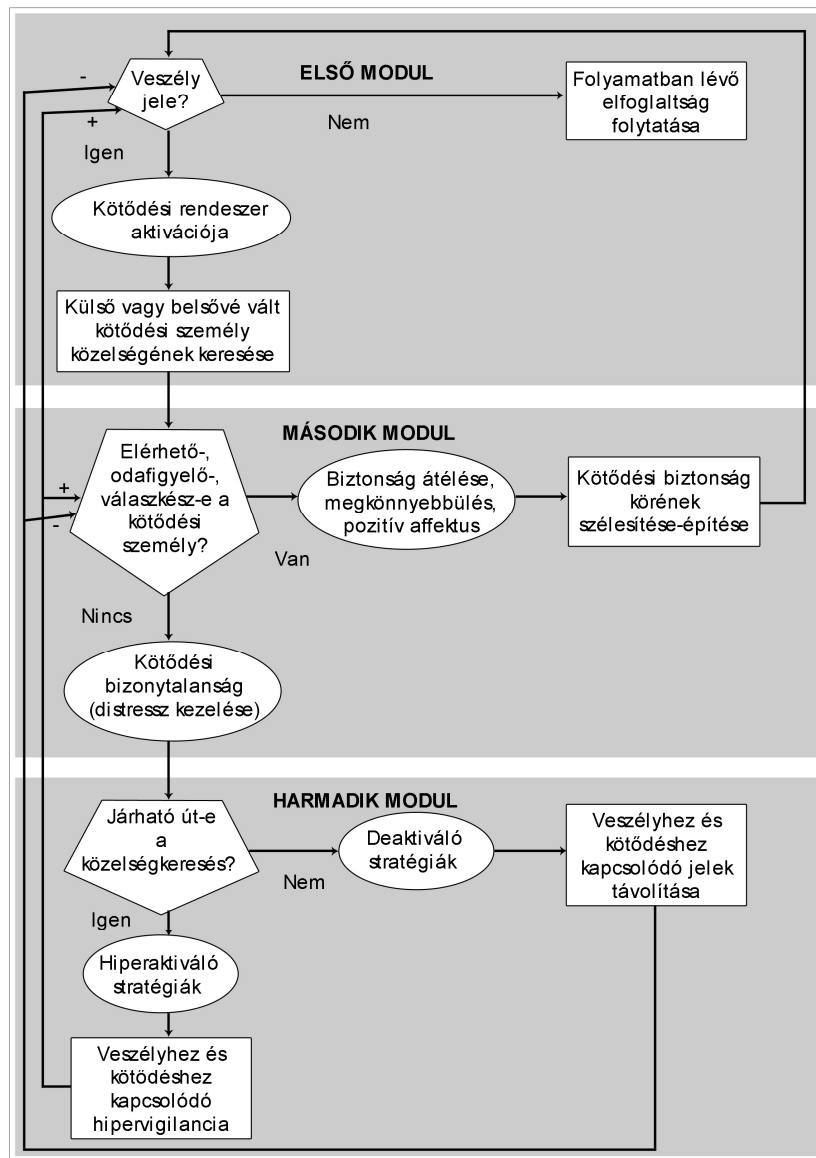 -
Veszély
jele?
+
ELSŐ MODUL
Nem
Folyamatban lévő
elfoglaltság
folytatása
Igen
Kötődési rendeszer
aktivációja
Külső vagy belsővé vált
kötődési személy
közelségének keresése
MÁSODIK MODUL
Elérhető-,
odafigyelő-,
válaszkész-e a
kötődési
személy?
+
-
Van
Biztonság átélése,
megkönnyebbülés,
pozitív affektus
Kötődési biztonság
körének
szélesítése-építése
Nincs
Kötődési
bizonytalanság
(distressz kezelése)
HARMADIK MODUL
Járható út-e
a
közelségkeresés?
Nem
Deaktiváló
stratégiák
Veszélyhez és
kötődéshez
kapcsolódó jelek
távolítása
Igen
Hiperaktiváló
stratégiák
Veszélyhez és
kötödéshez
kapcsolódó
hipervigilancia